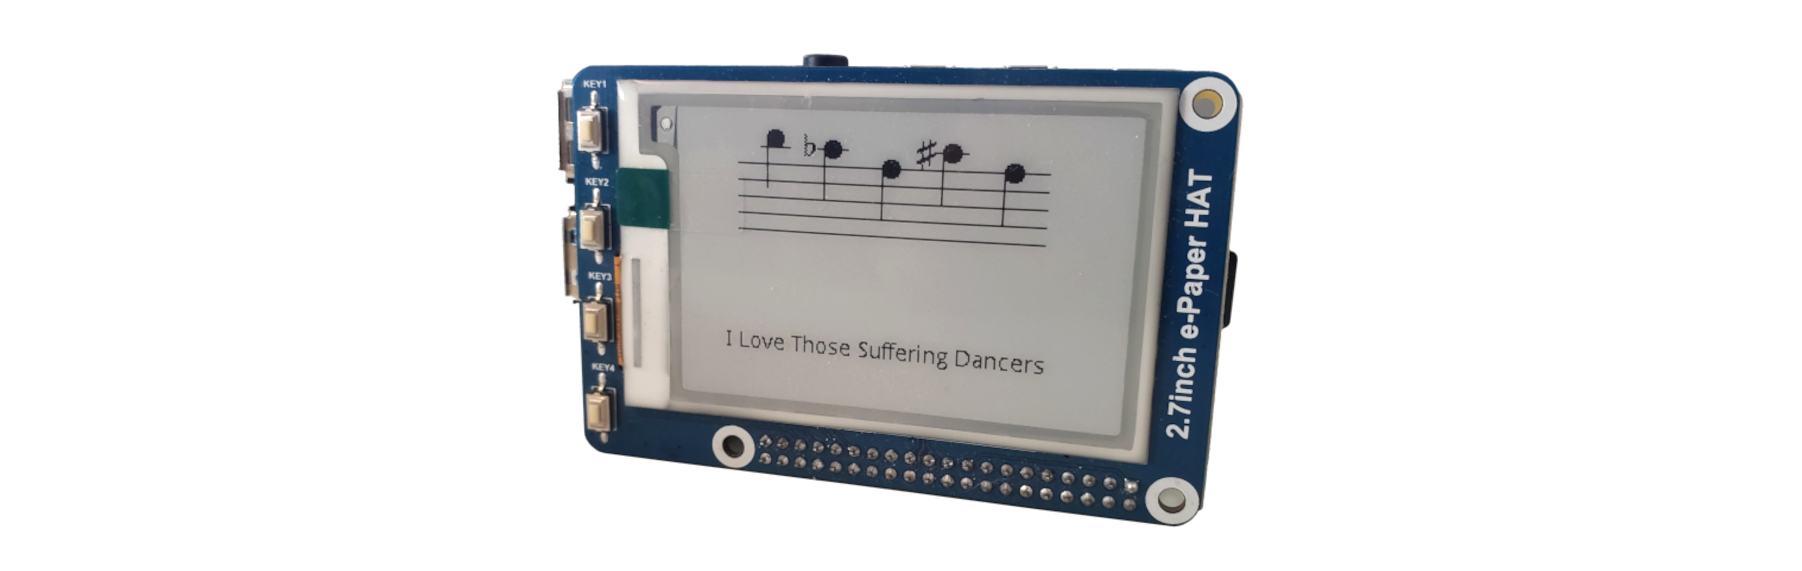 KEY1
KEY2
KEY3
KEY4
I Love Those Suffering Dancers
2.7inch e-Paper HAT